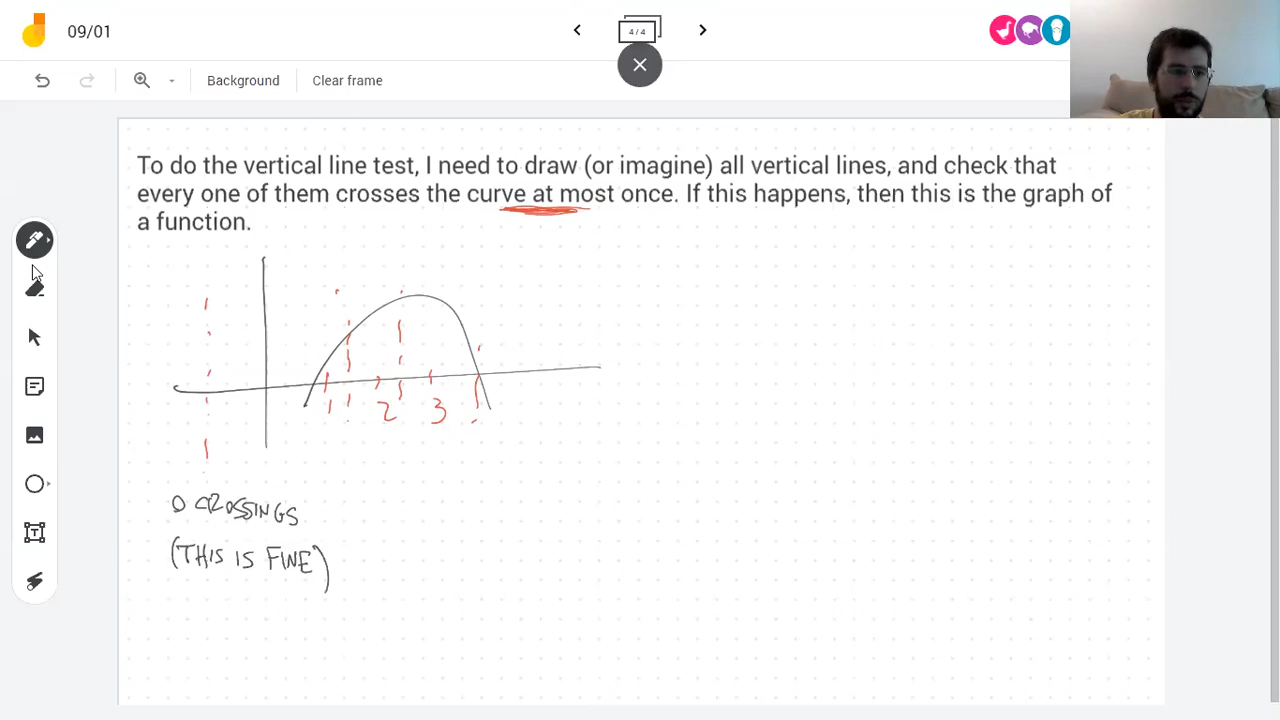 09/01
4 / 4
Background
Clear frame
To do the vertical line test, I need to draw (or imagine) all vertical lines, and check that
every one of them crosses the curve at most once. If this happens, then this is the graph of
a function.
1 2 3
0 CROSSINGS
(THIS IS FINE)